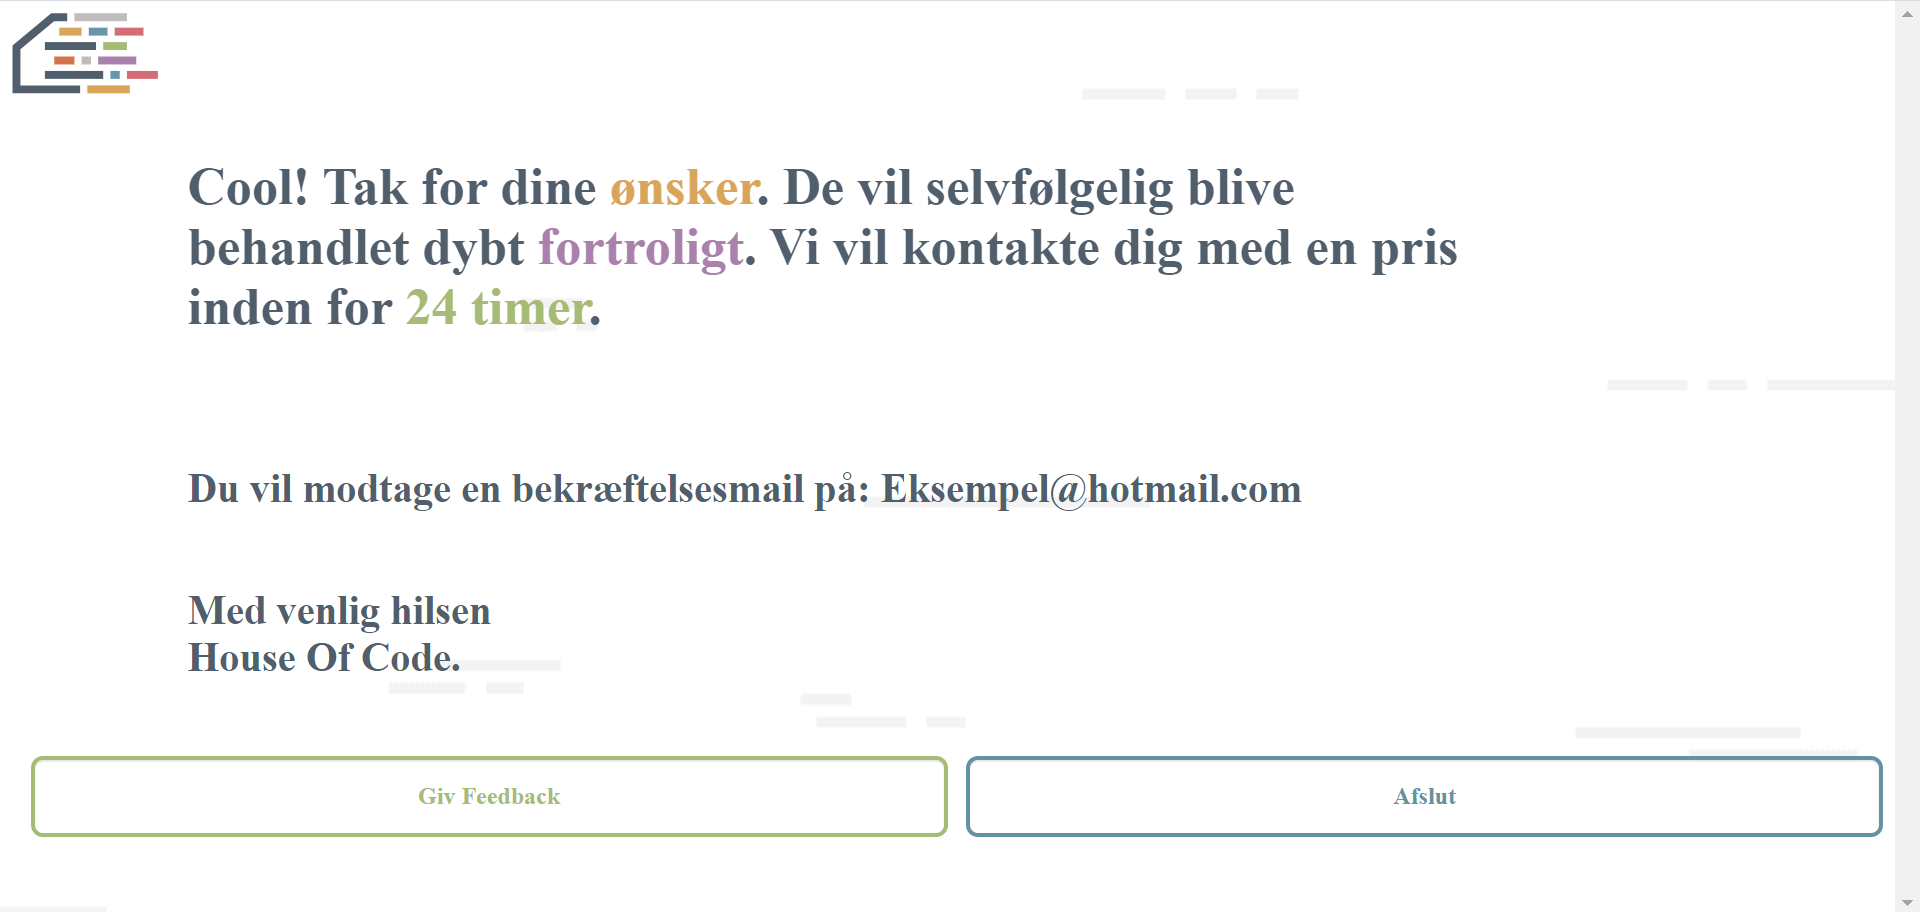 Cool! Tak for dine ønsker. De vil selvfølgelig blive
behandlet dybt fortroligt. Vi vil kontakte dig med en pris
inden for 24 timer.
Du vil modtage en bekræftelsesmail på: Eksempel@hotmail.com
Med venlig hilsen
House Of Code.
Giv Feedback
Afslut